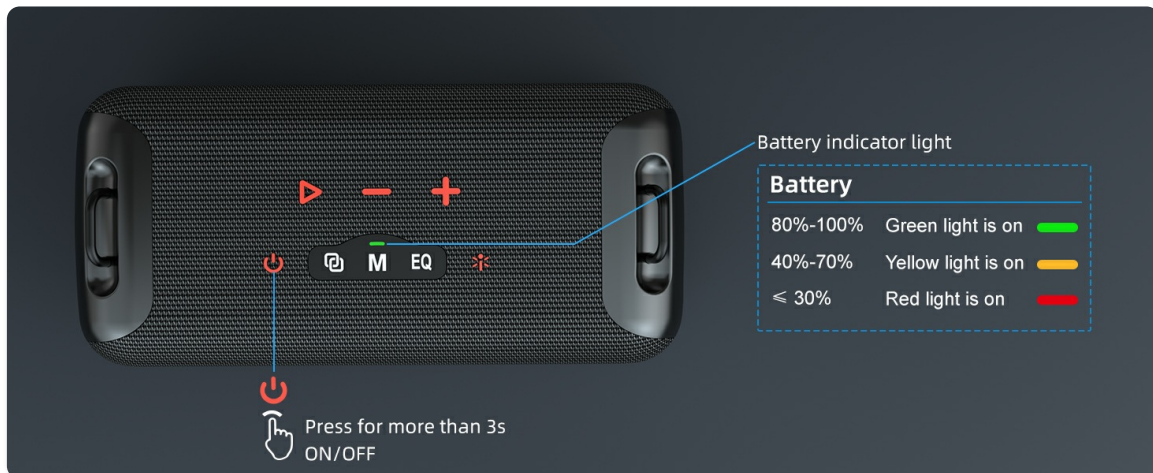 Battery indicator light
Battery
80%-100% Green light is on
40%-70% Yellow light is on
≤ 30% Red light is on
M EQ
Press for more than 3s
ON/OFF